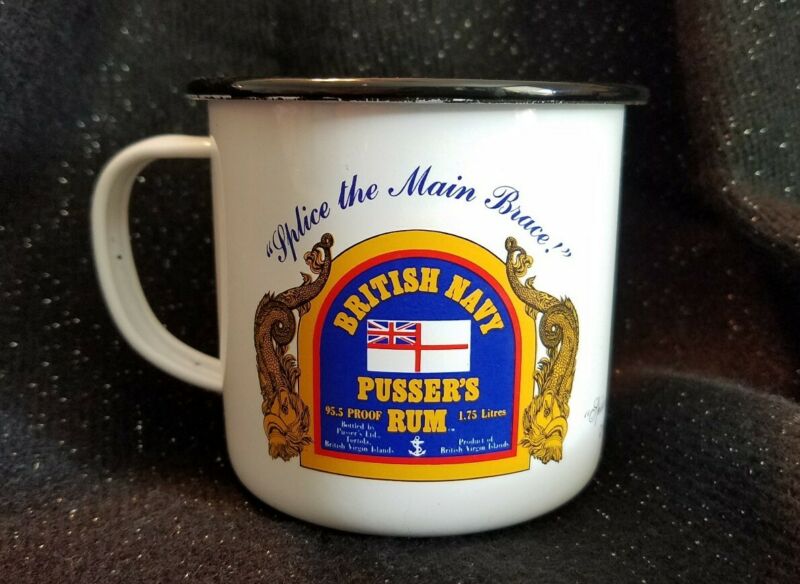 "Splice the Main Brace!"
BRITISH NAVY
PUSSER'S
95.5 PROOF RUM™ 1.75 Litres
Bottled by
Pusser's Ltd.,
Tortola,
British Virgin Islands
Product of
British Virgin Islands